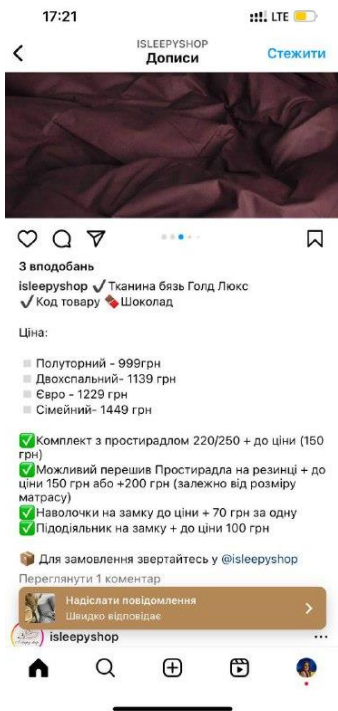 17:21
LTE
ISLEEPYSHOP
Дописи
Стежити
3 вподобань
isleepyshop ✔️Тканина бязь Голд Люкс
✔️Код товару 🍫Шоколад
Ціна:
▫️ Полуторний - 999грн
▫️ Двохспальний- 1139 грн
▫️ Євро - 1229 грн
▫️ Сімейний- 1449 грн
✅Комплект з простирадлом 220/250 + до ціни (150
грн)
✅Можливий перешив Простирадла на резинці + до
ціни 150 грн або +200 грн (залежно від розміру
матрасу)
✅Наволочки на замку до ціни + 70 грн за одну
✅Підодіяльник на замку + до ціни 100 грн
📦 Для замовлення звертайтесь у @isleepyshop
Переглянути 1 коментар
Надіслати повідомлення
Швидко відповідає
isleepyshop